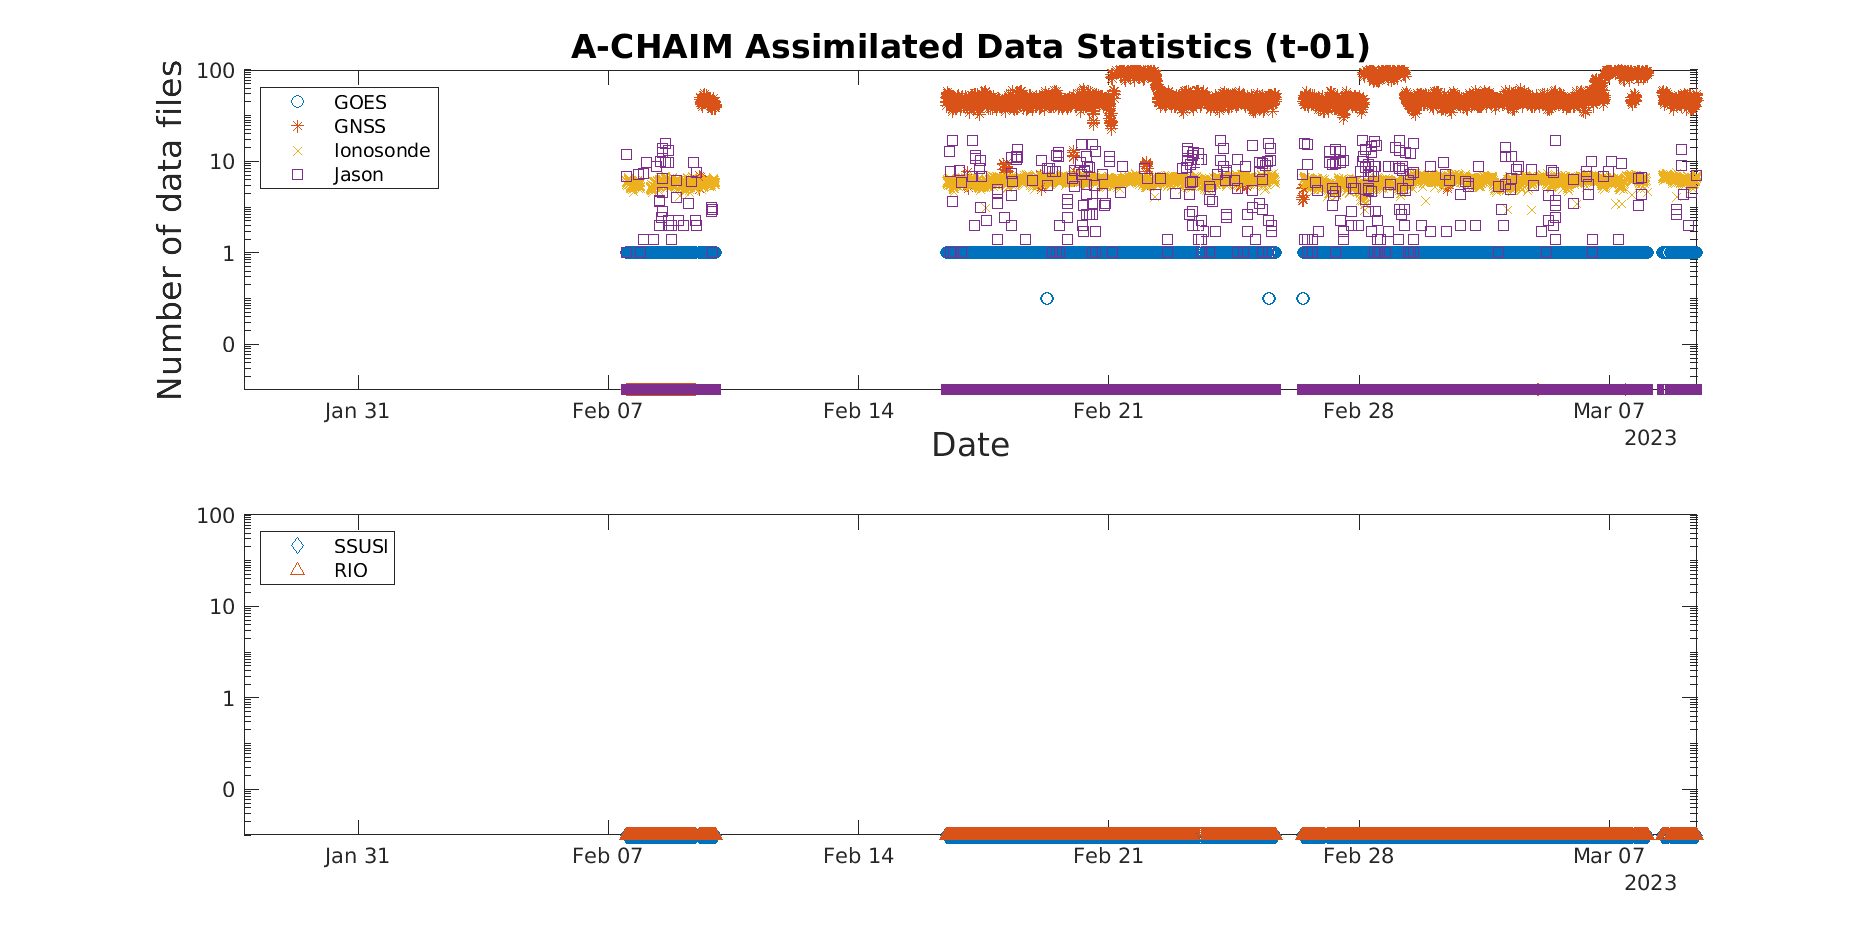 A-CHAIM Assimilated Data Statistics (t-01)
Number of data files
100
10
1
0
GOES
GNSS
Ionosonde
Jason
Jan 31
Feb 07
Feb 14
Feb 21
Feb 28
Mar 07
2023
Date
100
10
1
0
SSUSI
RIO
Jan 31
Feb 07
Feb 14
Feb 21
Feb 28
Mar 07
2023